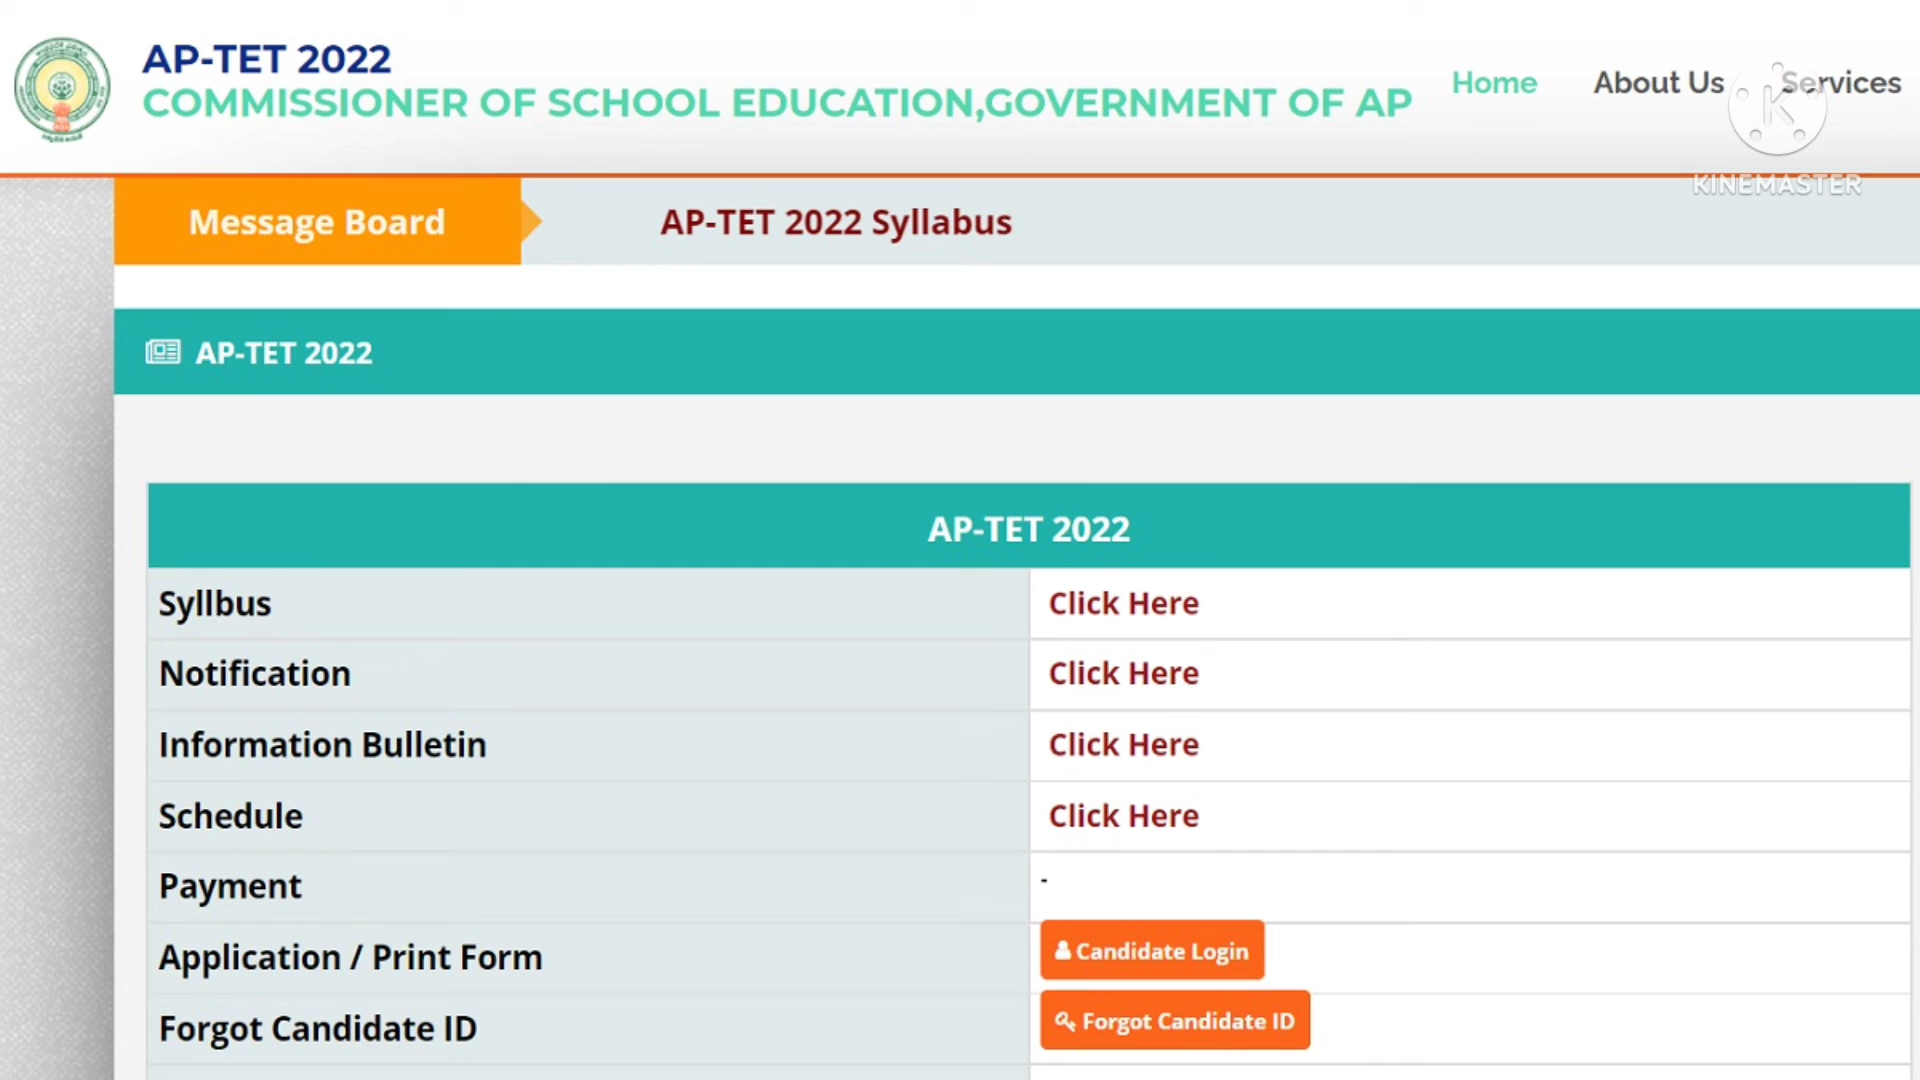 AP-TET 2022
COMMISSIONER OF SCHOOL EDUCATION,GOVERNMENT OF AP
Home About Us Services
K
KINEMASTER
Message Board
AP-TET 2022 Syllabus
AP-TET 2022
AP-TET 2022
Syllbus Click Here
Notification Click Here
Information Bulletin Click Here
Schedule Click Here
Payment -
Application / Print Form Candidate Login
Forgot Candidate ID Forgot Candidate ID